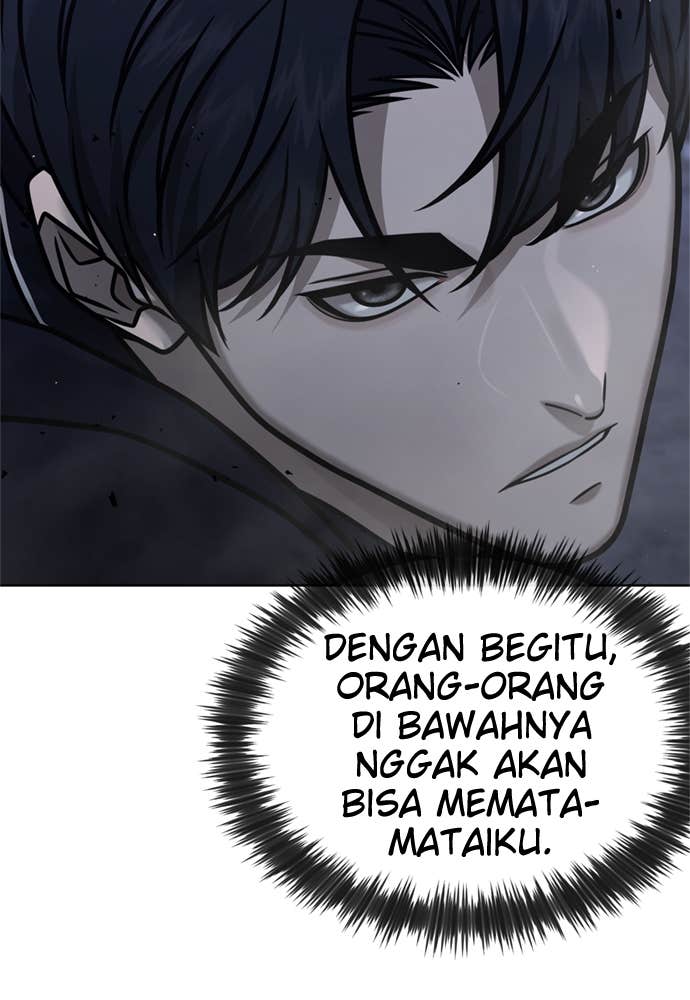 DENGAN BEGITU,
ORANG-ORANG
DI BAWAHNYA
NGGAK AKAN
BISA MEMATA-
MATAIKU.